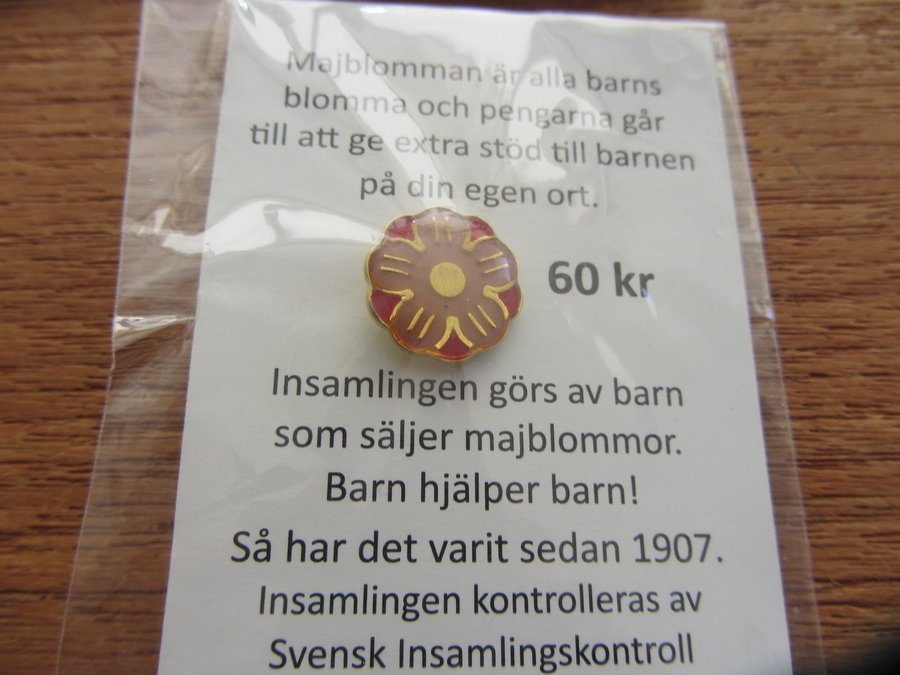 Majblomman är alla barns
blomma och pengarna går
till att ge extra stöd till barnen
på din egen ort.
60 kr
Insamlingen görs av barn
som säljer majblommor.
Barn hjälper barn!
Så har det varit sedan 1907.
Insamlingen kontrolleras av
Svensk Insamlingskontroll